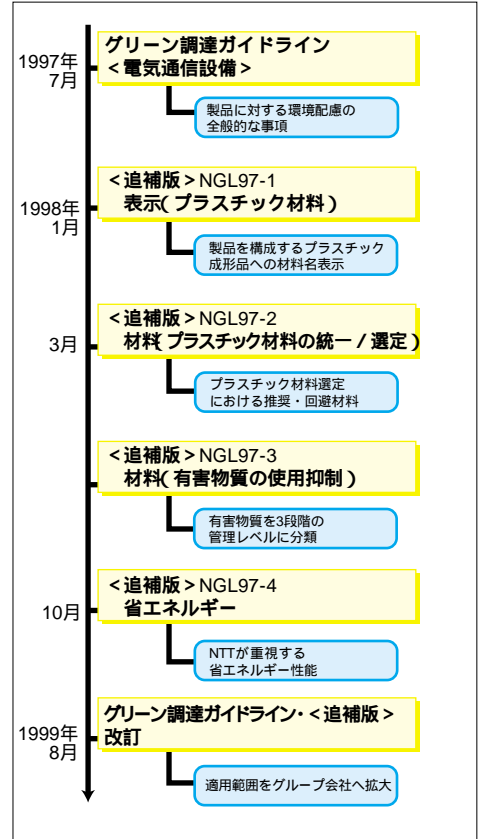 1997年
7月
グリーン調達ガイドライン
<電気通信設備>
製品に対する環境配慮の
全般的な事項
1998年
1月
<追補版> NGL97-1
表示(プラスチック材料)
製品を構成するプラスチック
成形品への材料名表示
3月
<追補版> NGL97-2
材料(プラスチック材料の統一/選定)
プラスチック材料選定
における推奨・回避材料
<追補版> NGL97-3
材料(有害物質の使用抑制)
有害物質を3段階の
管理レベルに分類
10月
<追補版> NGL97-4
省エネルギー
NTTが重視する
省エネルギー性能
1999年
8月
グリーン調達ガイドライン・<追補版>
改訂
適用範囲をグループ会社へ拡大